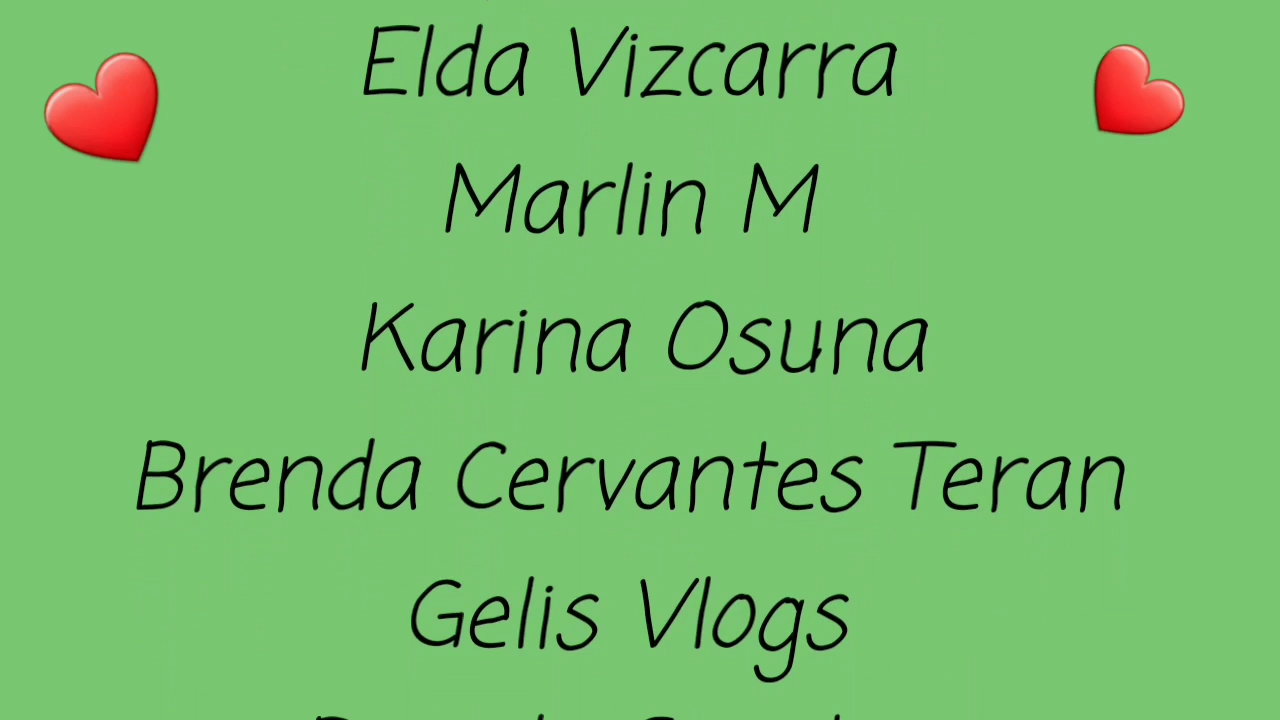 Elda Vizcarra
Marlin M
Karina Osuna
Brenda Cervantes Teran
Gelis Vlogs